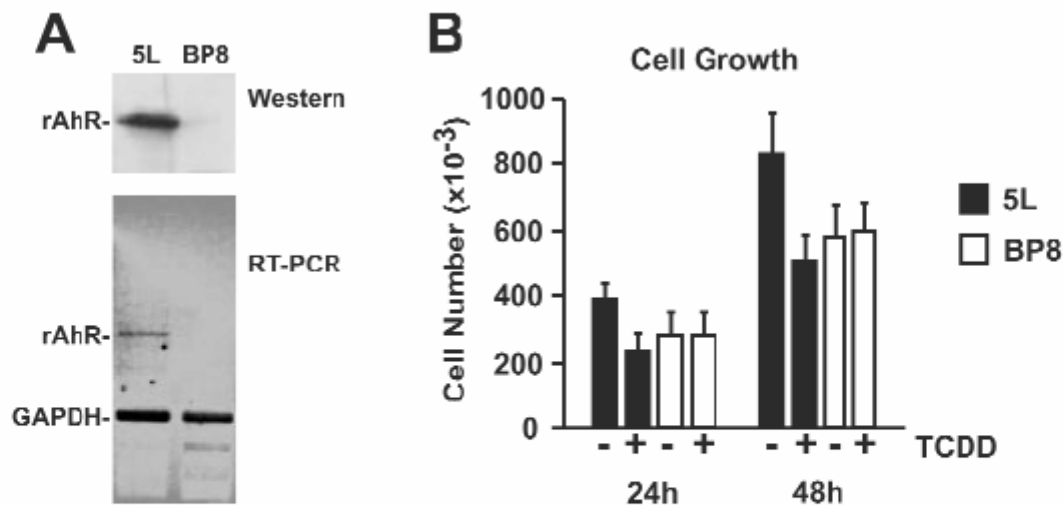 A
5L BP8
Western
rAhR-
RT-PCR
rAhR-
GAPDH-
B
Cell Growth
Cell Number (x10⁻³)
1000
800
600
400
200
0
- + - + - + - + TCDD
24h 48h
5L
BP8